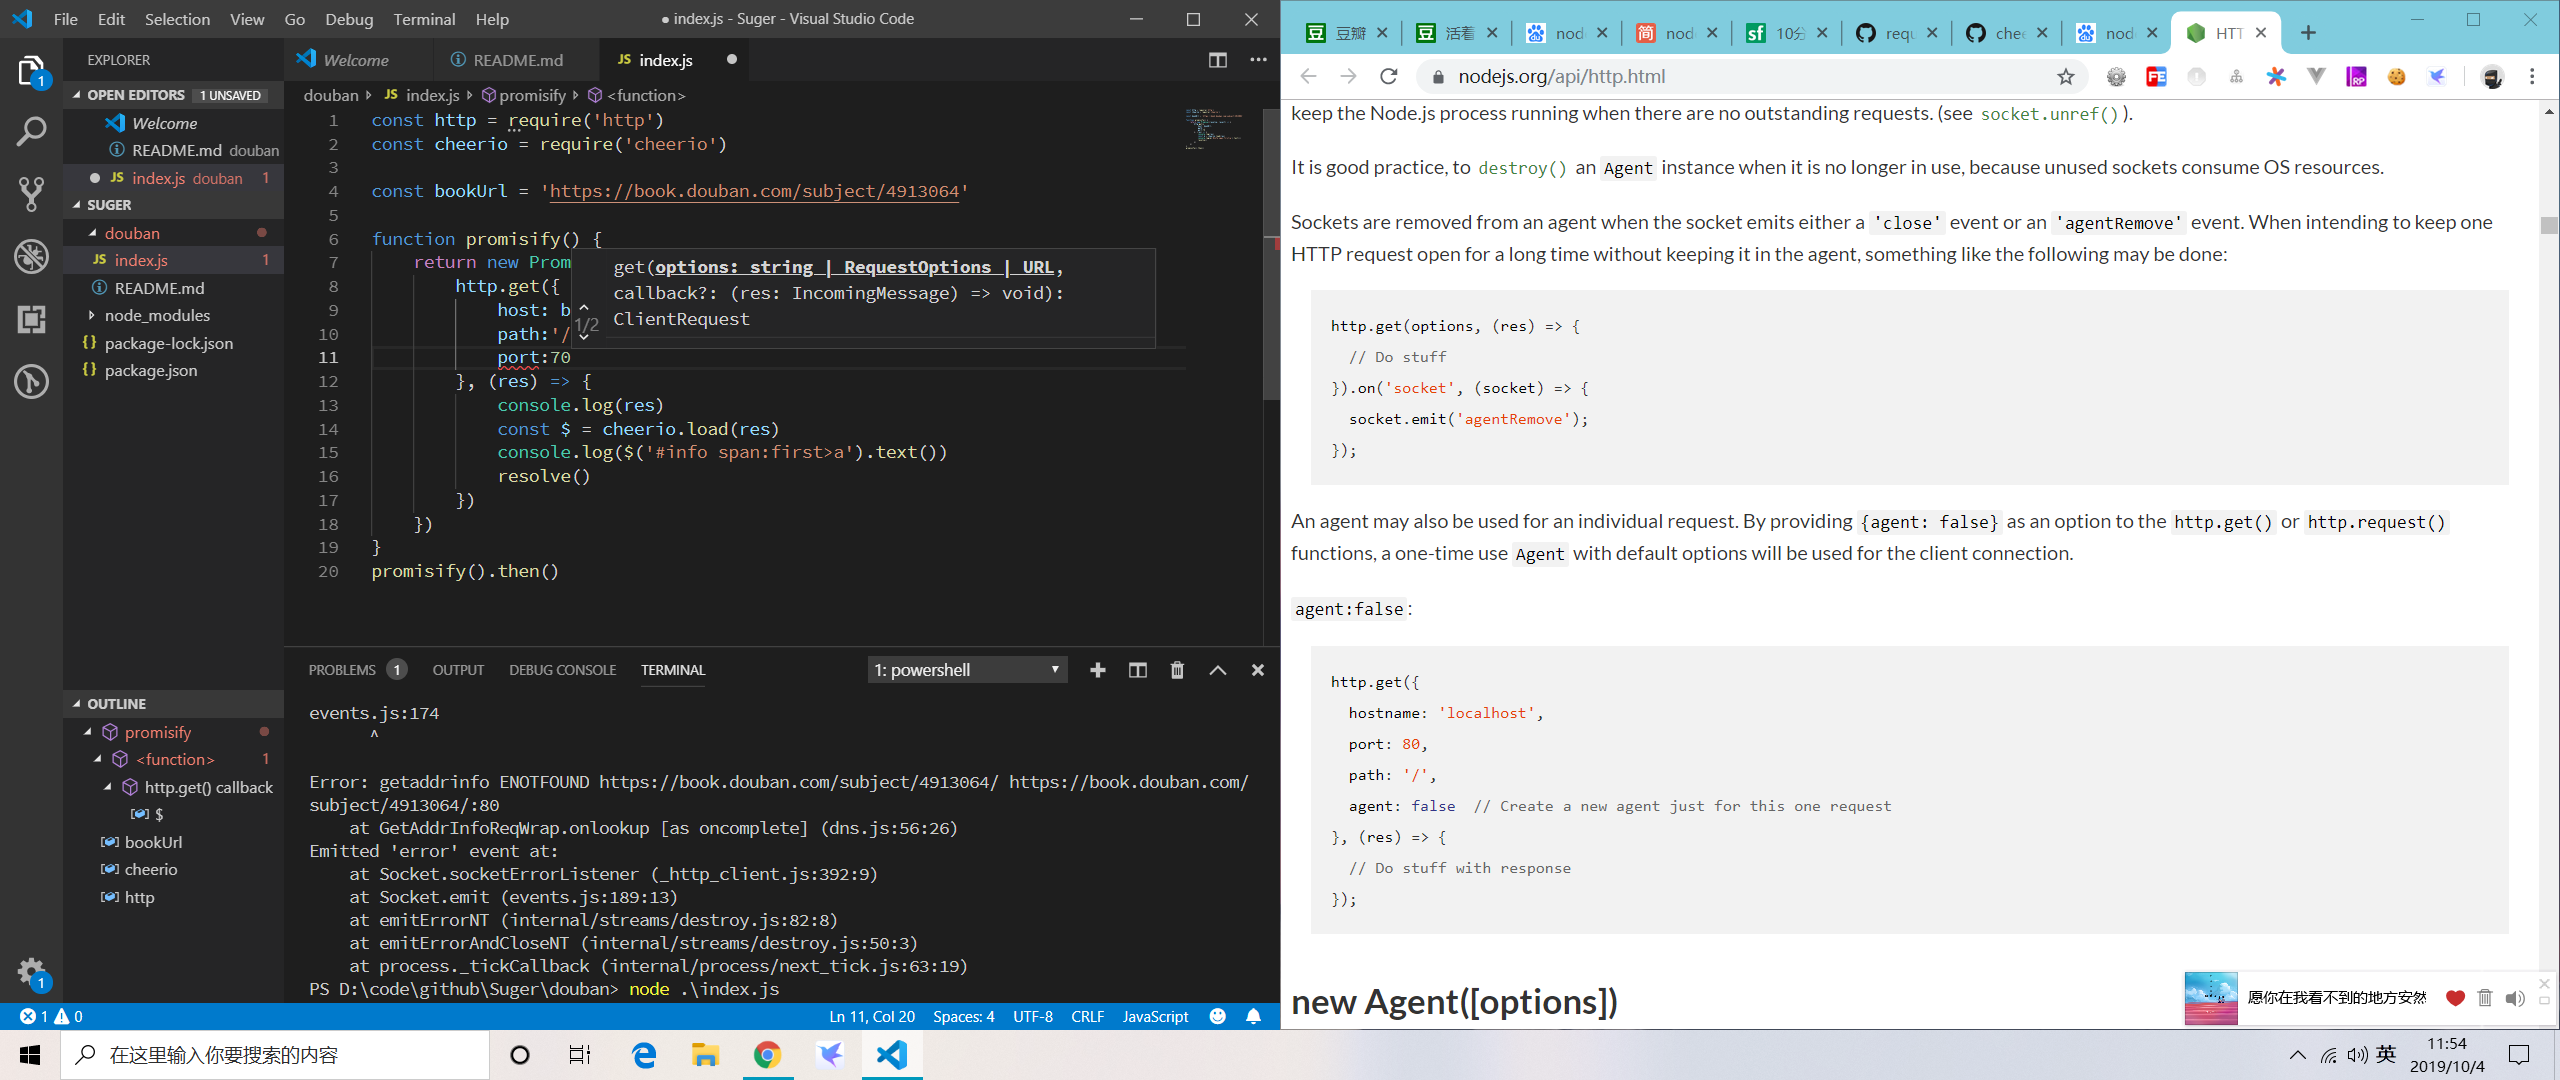 File Edit Selection View Go Debug Terminal Help
● index.js - Suger - Visual Studio Code
EXPLORER
OPEN EDITORS 1 UNSAVED
Welcome
README.md douban
index.js douban 1
SUGER
douban
index.js 1
README.md
node_modules
package-lock.json
package.json
OUTLINE
promisify
<function> 1
http.get() callback
$
bookUrl
cheerio
http
Welcome README.md index.js
douban index.js promisify <function>
1 const http = require('http')
2 const cheerio = require('cheerio')
3
4 const bookUrl = 'https://book.douban.com/subject/4913064'
5
6 function promisify() {
7 return new Prom
8 http.get({
9 host: b
10 path:'/
11 port:70
12 }, (res) => {
13 console.log(res)
14 const $ = cheerio.load(res)
15 console.log($('#info span:first>a').text())
16 resolve()
17 })
18 })
19 }
20 promisify().then()
get(options: string | RequestOptions | URL,
callback?: (res: IncomingMessage) => void):
ClientRequest
1/2
PROBLEMS 1 OUTPUT DEBUG CONSOLE TERMINAL 1: powershell
events.js:174
^
Error: getaddrinfo ENOTFOUND https://book.douban.com/subject/4913064/ https://book.douban.com/
subject/4913064/:80
at GetAddrInfoReqWrap.onlookup [as oncomplete] (dns.js:56:26)
Emitted 'error' event at:
at Socket.socketErrorListener (_http_client.js:392:9)
at Socket.emit (events.js:189:13)
at emitErrorNT (internal/streams/destroy.js:82:8)
at emitErrorAndCloseNT (internal/streams/destroy.js:50:3)
at process._tickCallback (internal/process/next_tick.js:63:19)
PS D:\code\github\Suger\douban> node .\index.js
1 0 Ln 11, Col 20 Spaces: 4 UTF-8 CRLF JavaScript
1
1
豆 豆瓣 豆 活着 du nod 简 nod sf 10分 requ chee du nod HTT
nodejs.org/api/http.html
FE RP
keep the Node.js process running when there are no outstanding requests. (see socket.unref()).
It is good practice, to destroy() an Agent instance when it is no longer in use, because unused sockets consume OS resources.
Sockets are removed from an agent when the socket emits either a 'close' event or an 'agentRemove' event. When intending to keep one
HTTP request open for a long time without keeping it in the agent, something like the following may be done:
http.get(options, (res) => {
// Do stuff
}).on('socket', (socket) => {
socket.emit('agentRemove');
});
An agent may also be used for an individual request. By providing {agent: false} as an option to the http.get() or http.request()
functions, a one-time use Agent with default options will be used for the client connection.
agent:false:
http.get({
hostname: 'localhost',
port: 80,
path: '/',
agent: false // Create a new agent just for this one request
}, (res) => {
// Do stuff with response
});
new Agent([options])
愿你在我看不到的地方安然
在这里输入你要搜索的内容
英
11:54
2019/10/4